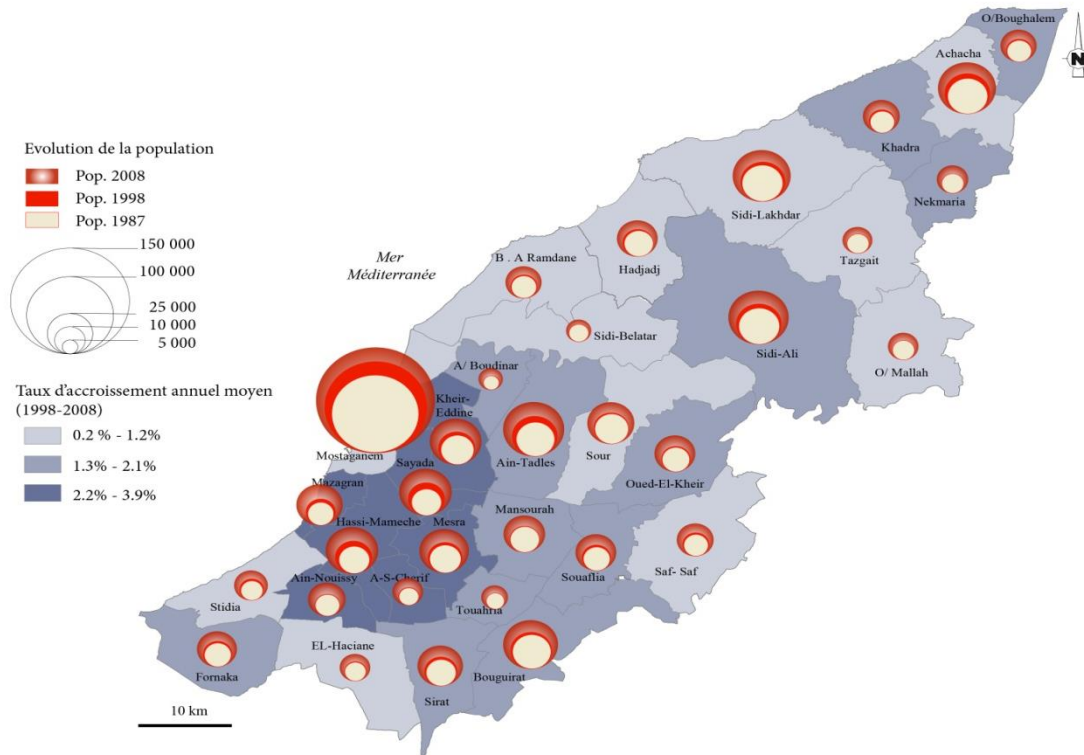 O/Boughalem
Achacha
N
Evolution de la population
Pop. 2008
Pop. 1998
Pop. 1987
150 000
100 000
25 000
10 000
5 000
Khadra
Nekmaria
Sidi-Lakhdar
Tazgait
Mer
Méditerranée
B . A Ramdane
Hadjadj
Sidi-Belatar
Sidi-Ali
O/ Mallah
Taux d'accroissement annuel moyen
(1998-2008)
0.2 % - 1.2%
1.3% - 2.1%
2.2% - 3.9%
A/ Boudinar
Kheir-
Eddine
Mostaganem
Sayada
Ain-Tadles
Sour
Oued-El-Kheir
Mazagran
Hassi-Mameche
Mesra
Mansourah
Souaflia
Saf- Saf
Ain-Nouissy
A-S-Cherif
Touahria
Stidia
Fornaka
EL-Haciane
Sirat
Bouguirat
10 km